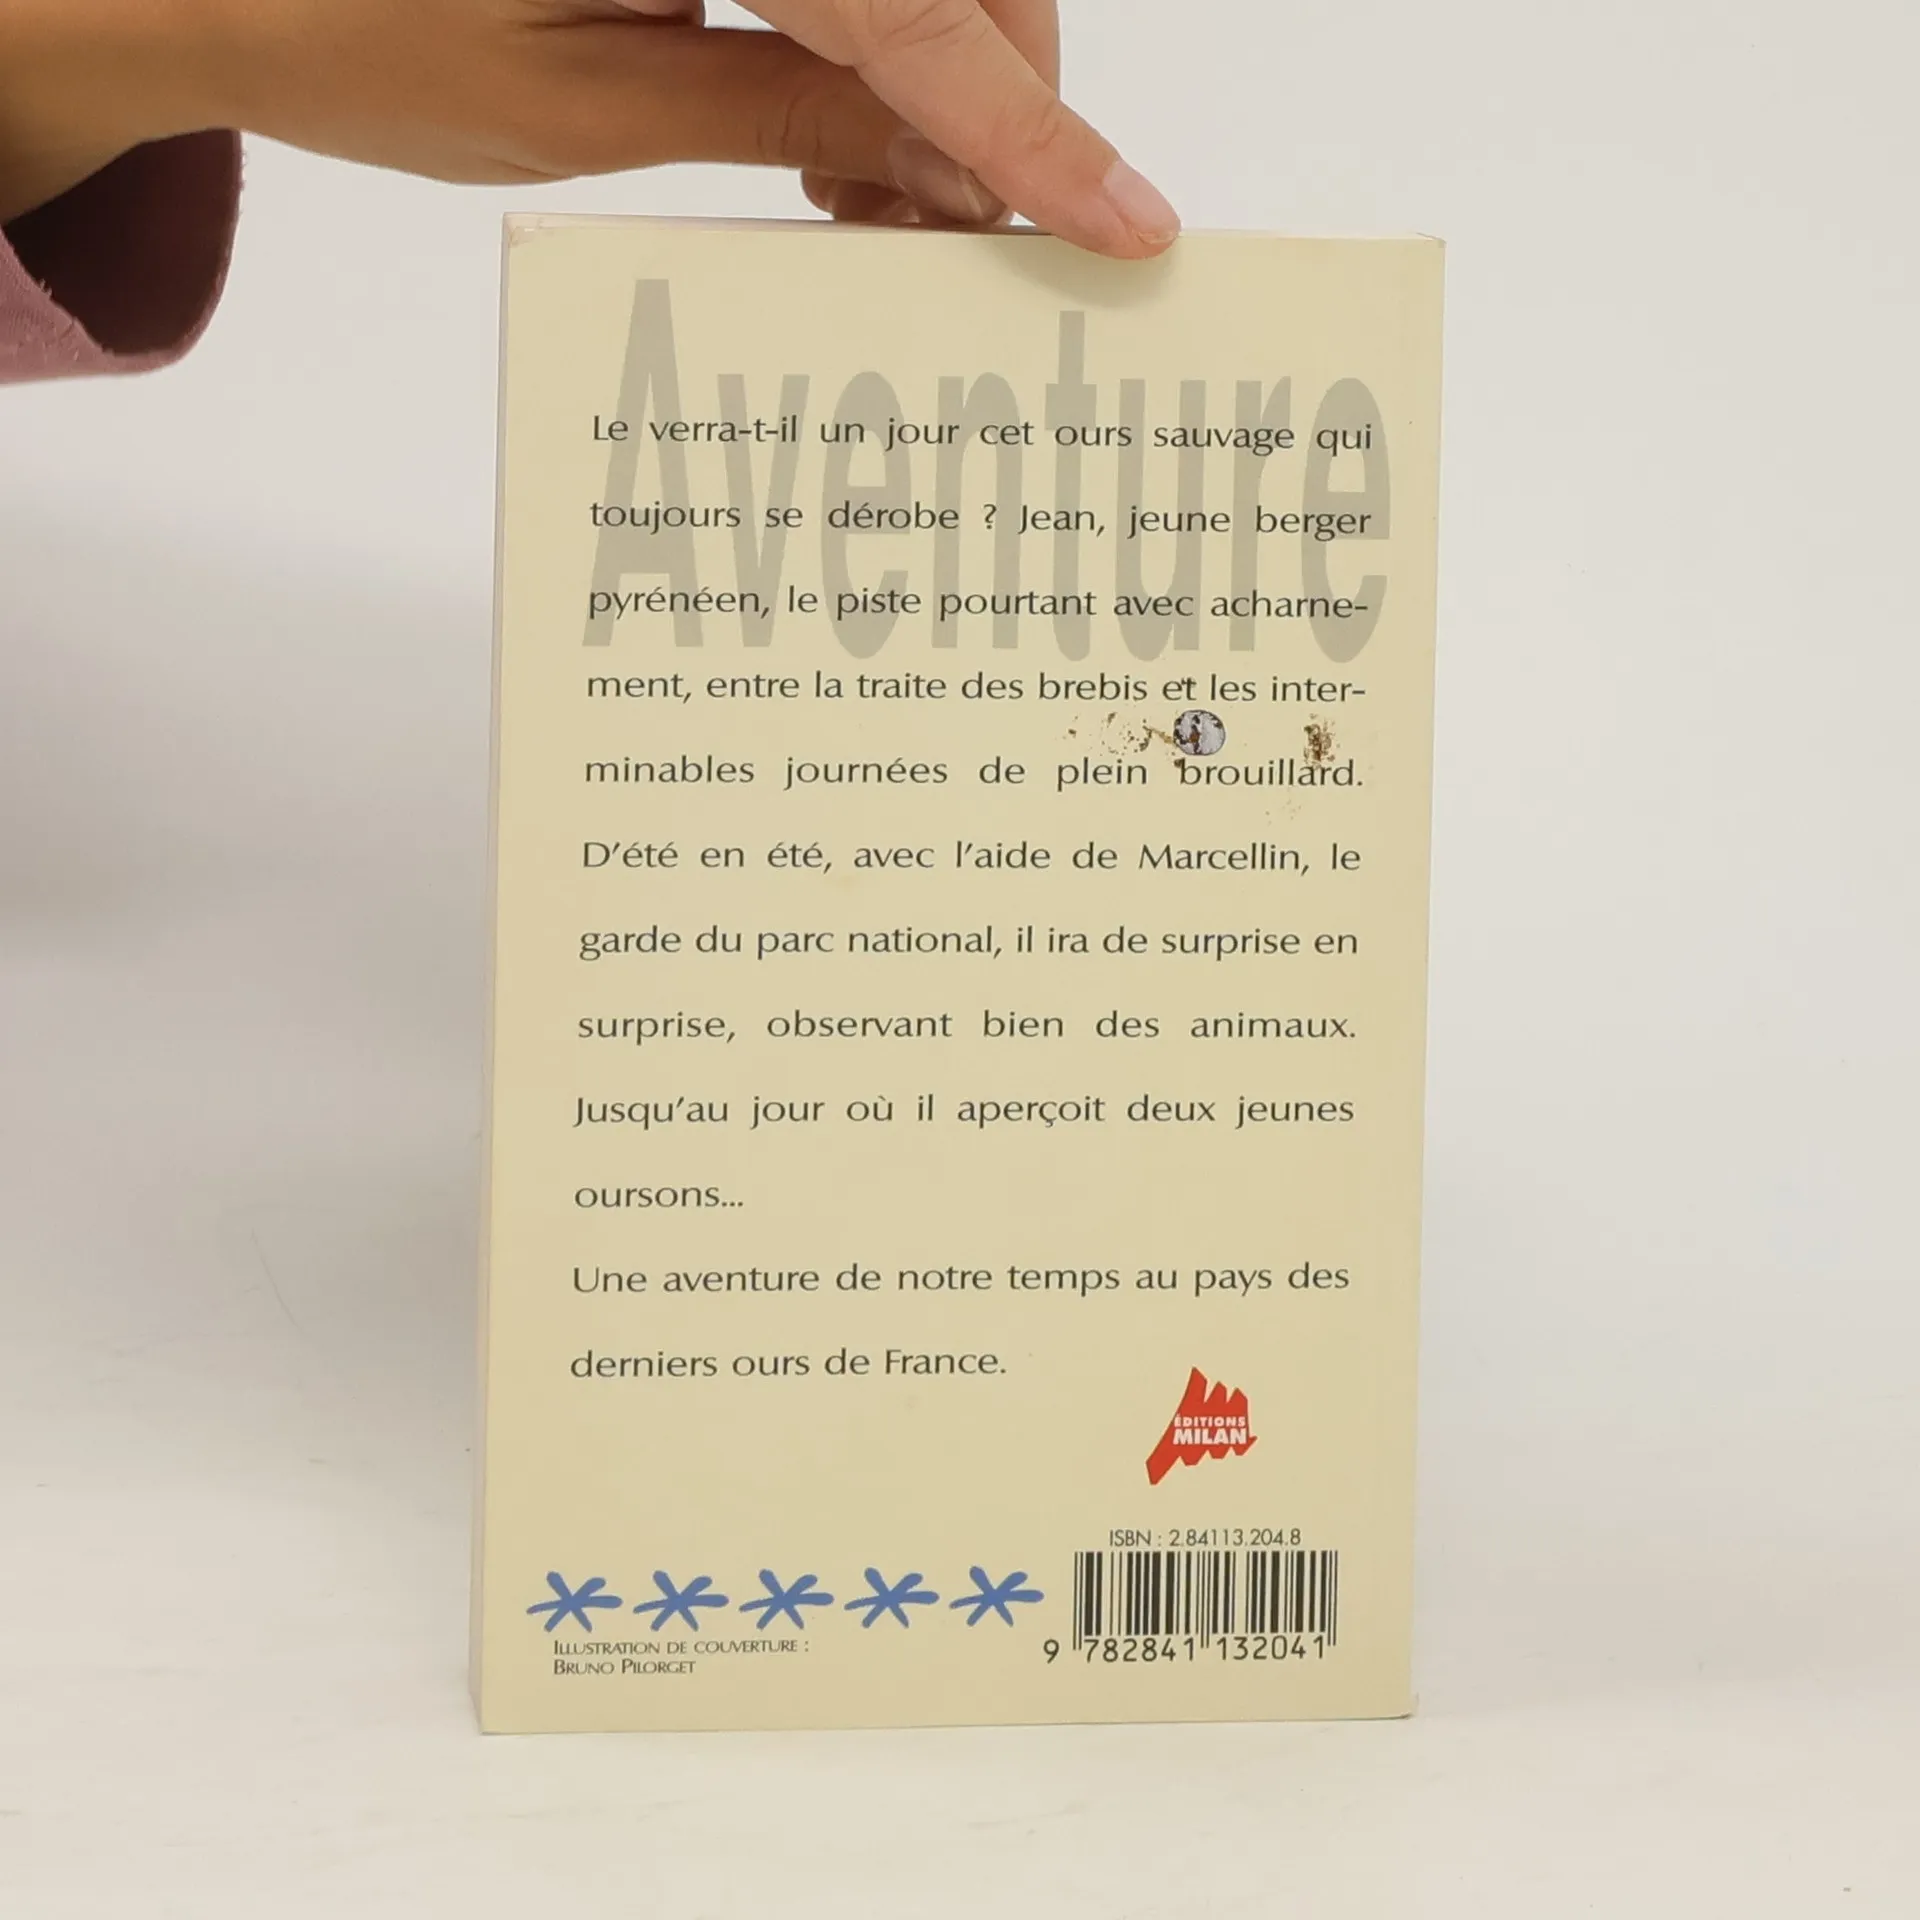 Aventure
Le verra-t-il un jour cet ours sauvage qui
toujours se dérobe ? Jean, jeune berger
pyrénéen, le piste pourtant avec acharne-
ment, entre la traite des brebis et les inter-
minables journées de plein brouillard.
D'été en été, avec l'aide de Marcellin, le
garde du parc national, il ira de surprise en
surprise, observant bien des animaux.
Jusqu'au jour où il aperçoit deux jeunes
oursons...
Une aventure de notre temps au pays des
derniers ours de France.
ÉDITIONS
MILAN
ISBN : 2.84113.204.8
9 782841 132041
ILLUSTRATION DE COUVERTURE :
BRUNO PILORGET